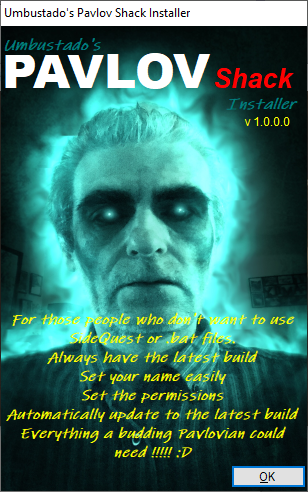 Umbustado's Pavlov Shack Installer
Umbustado's
PAVLOV Shack
Installer
v 1.0.0.0
For those people who don't want to use
SideQuest or .bat files.
Always have the latest build
Set your name easily
Set the permissions
Automatically update to the latest build
Everything a budding Pavlovian could
need !!!!! :D
OK